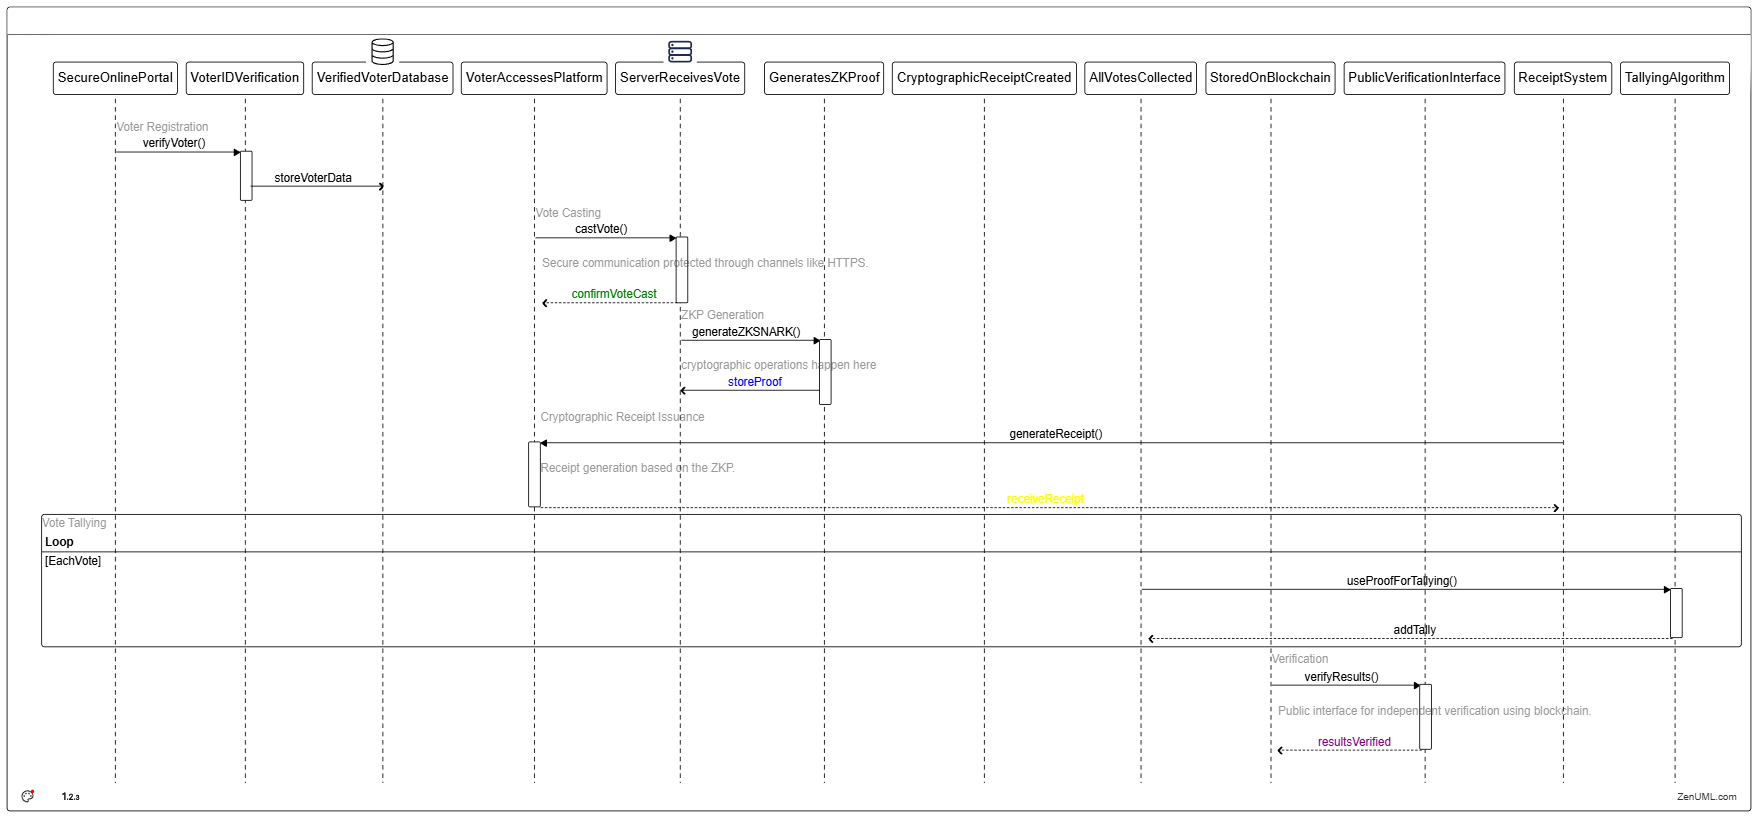 SecureOnlinePortal
VoterIDVerification
VerifiedVoterDatabase
VoterAccessesPlatform
ServerReceivesVote
GeneratesZKProof
CryptographicReceiptCreated
AllVotesCollected
StoredOnBlockchain
PublicVerificationInterface
ReceiptSystem
TallyingAlgorithm
Voter Registration
verifyVoter()
storeVoterData
Vote Casting
castVote()
Secure communication protected through channels like HTTPS.
confirmVoteCast
ZKP Generation
generateZKSNARK()
cryptographic operations happen here
storeProof
Cryptographic Receipt Issuance
generateReceipt()
Receipt generation based on the ZKP.
receiveReceipt
Vote Tallying
Loop
[EachVote]
useProofForTallying()
addTally
Verification
verifyResults()
Public interface for independent verification using blockchain.
resultsVerified
1.2.3
ZenUML.com